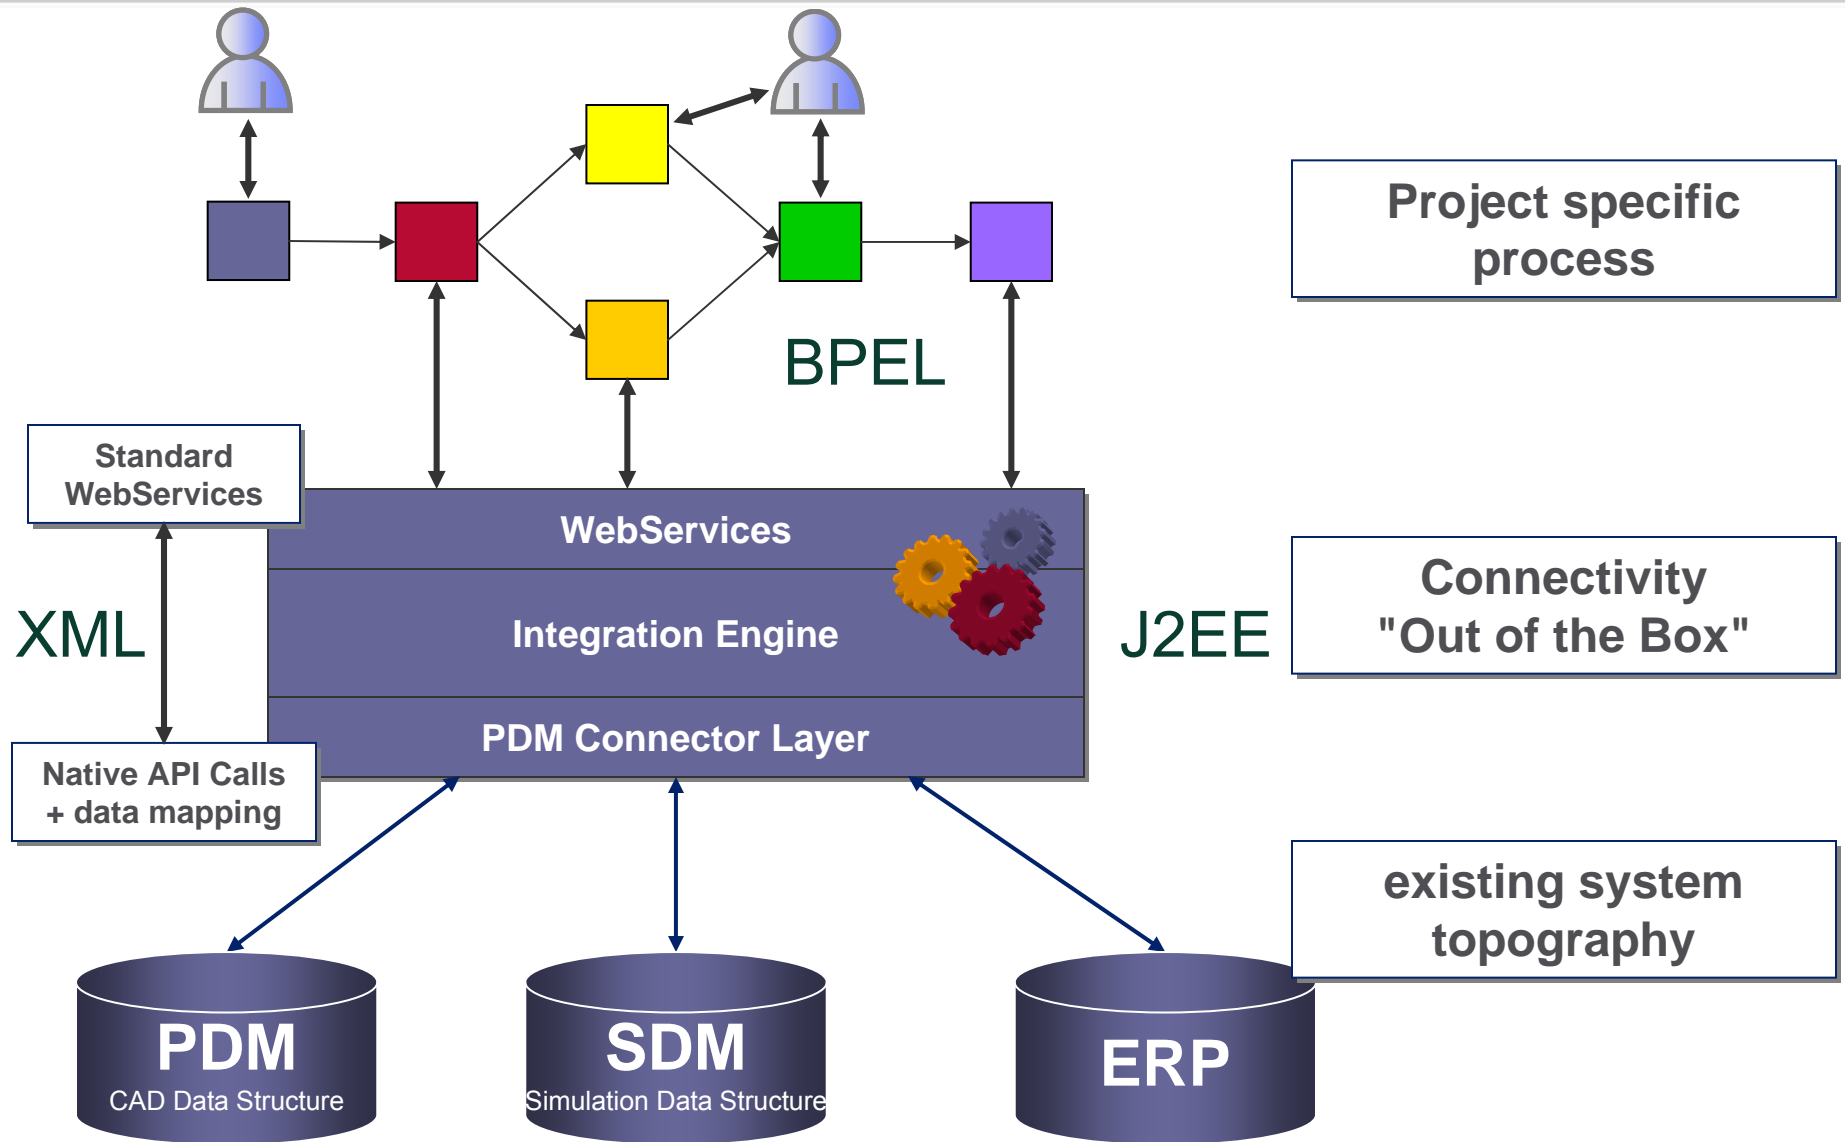 Project specific
process
BPEL
Standard
WebServices
WebServices
Integration Engine
PDM Connector Layer
XML
J2EE
Connectivity
"Out of the Box"
Native API Calls
+ data mapping
existing system
topography
PDM
CAD Data Structure
SDM
Simulation Data Structure
ERP